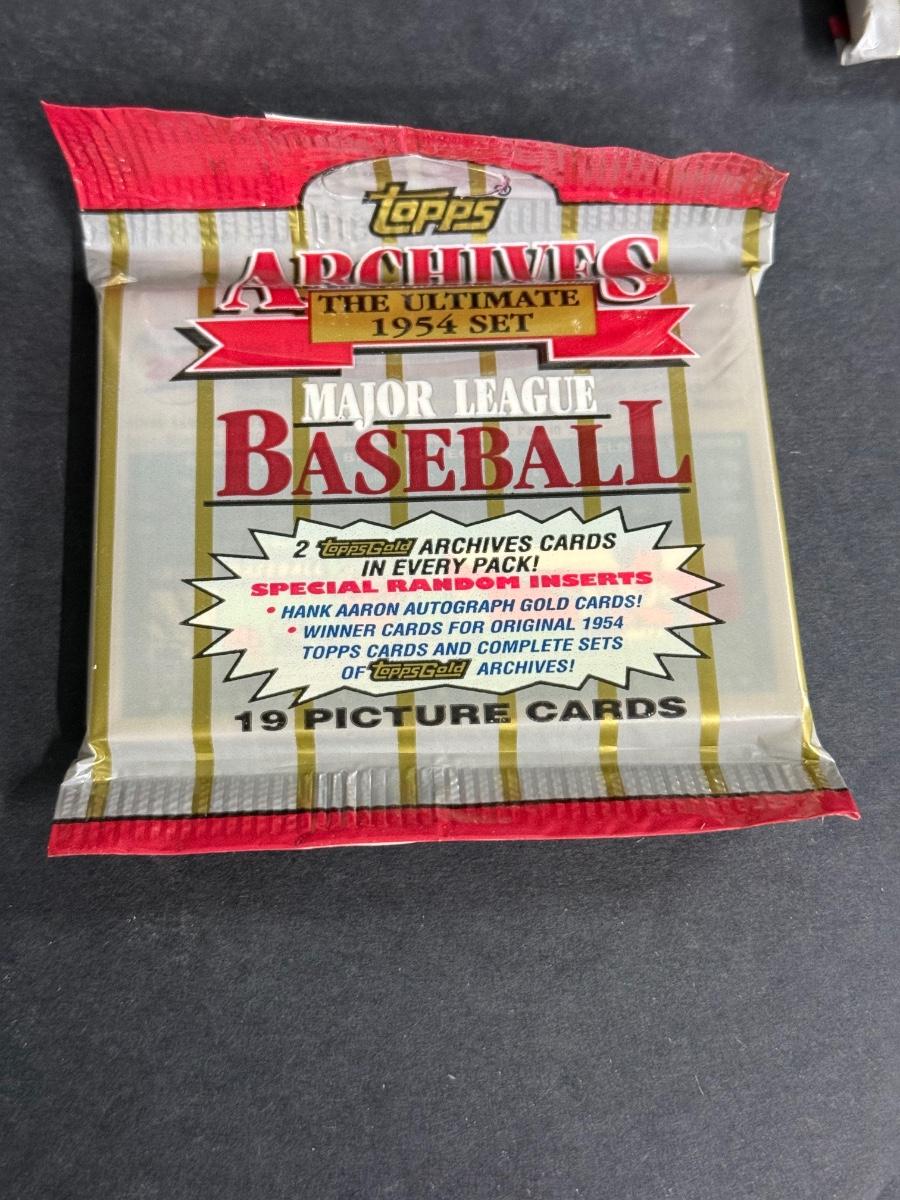 topps
ARCHIVES
THE ULTIMATE
1954 SET
MAJOR LEAGUE
BASEBALL
2 ToppsGold ARCHIVES CARDS
IN EVERY PACK!
SPECIAL RANDOM INSERTS
• HANK AARON AUTOGRAPH GOLD CARDS!
• WINNER CARDS FOR ORIGINAL 1954
TOPPS CARDS AND COMPLETE SETS
OF ToppsGold ARCHIVES!
19 PICTURE CARDS